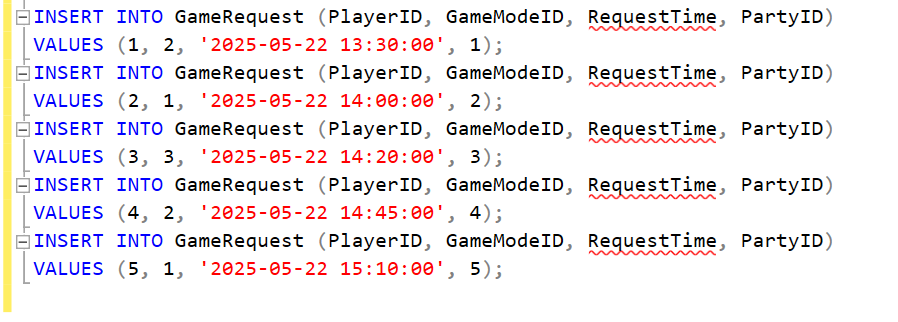 INSERT INTO GameRequest (PlayerID, GameModeID, RequestTime, PartyID)
VALUES (1, 2, '2025-05-22 13:30:00', 1);
INSERT INTO GameRequest (PlayerID, GameModeID, RequestTime, PartyID)
VALUES (2, 1, '2025-05-22 14:00:00', 2);
INSERT INTO GameRequest (PlayerID, GameModeID, RequestTime, PartyID)
VALUES (3, 3, '2025-05-22 14:20:00', 3);
INSERT INTO GameRequest (PlayerID, GameModeID, RequestTime, PartyID)
VALUES (4, 2, '2025-05-22 14:45:00', 4);
INSERT INTO GameRequest (PlayerID, GameModeID, RequestTime, PartyID)
VALUES (5, 1, '2025-05-22 15:10:00', 5);